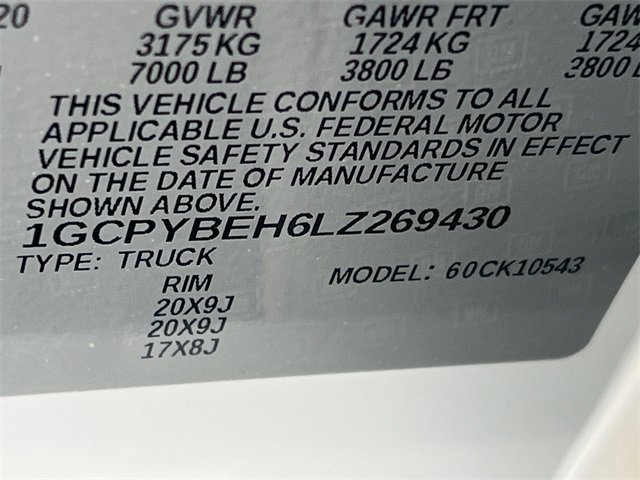 20 GVWR GAWR FRT GAW
3175 KG 1724 KG 1724
7000 LB 3800 LB 3800 L
THIS VEHICLE CONFORMS TO ALL
APPLICABLE U.S. FEDERAL MOTOR
VEHICLE SAFETY STANDARDS IN EFFECT
ON THE DATE OF MANUFACTURE
SHOWN ABOVE.
1GCPYBEH6LZ269430
TYPE: TRUCK
RIM MODEL: 60CK10543
20X9J
20X9J
17X8J